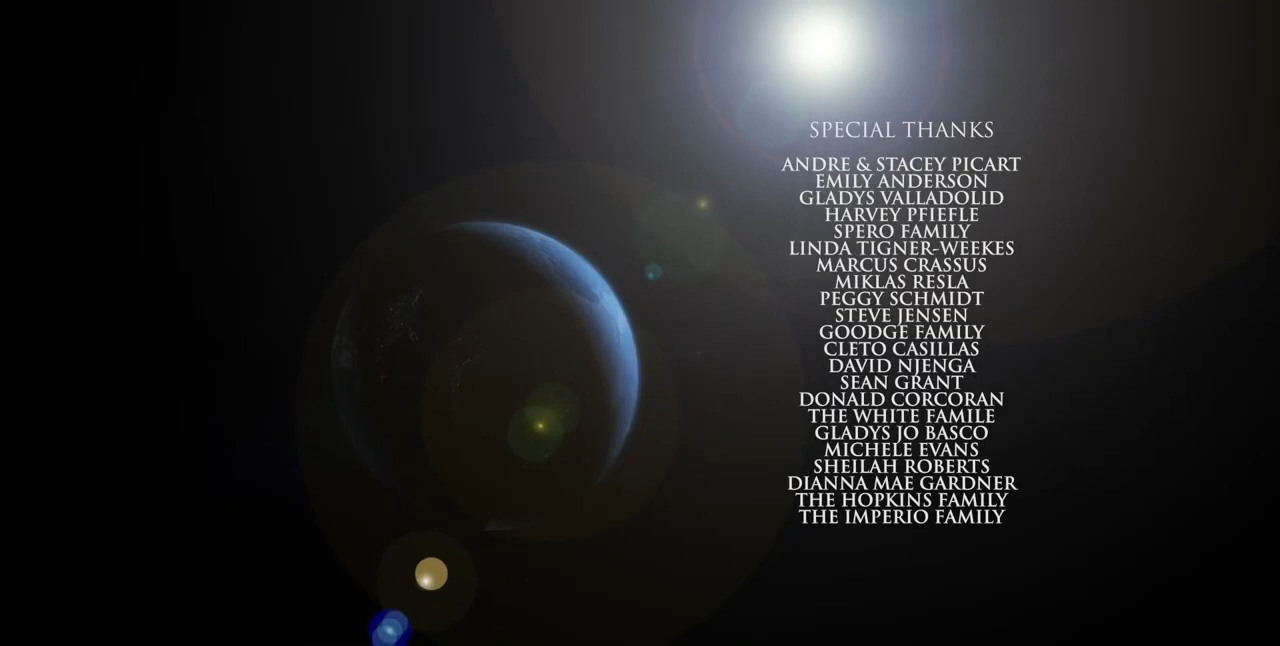 SPECIAL THANKS
ANDRE & STACEY PICART
EMILY ANDERSON
GLADYS VALLADOLID
HARVEY PFIEFLE
SPERO FAMILY
LINDA TIGNER-WEEKES
MARCUS CRASSUS
MIKLAS RESLA
PEGGY SCHMIDT
STEVE JENSEN
GOODGE FAMILY
CLETO CASILLAS
DAVID NJENGA
SEAN GRANT
DONALD CORCORAN
THE WHITE FAMILE
GLADYS JO BASCO
MICHELE EVANS
SHEILAH ROBERTS
DIANNA MAE GARDNER
THE HOPKINS FAMILY
THE IMPERIO FAMILY